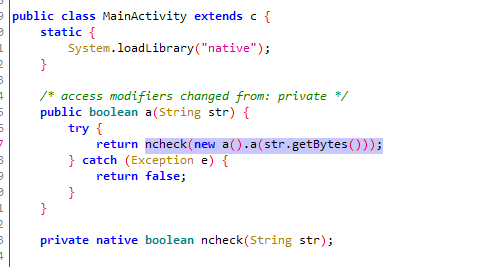 public class MainActivity extends c {
static {
System.loadLibrary("native");
}
/* access modifiers changed from: private */
public boolean a(String str) {
try {
return ncheck(new a().a(str.getBytes()));
} catch (Exception e) {
return false;
}
}
private native boolean ncheck(String str);